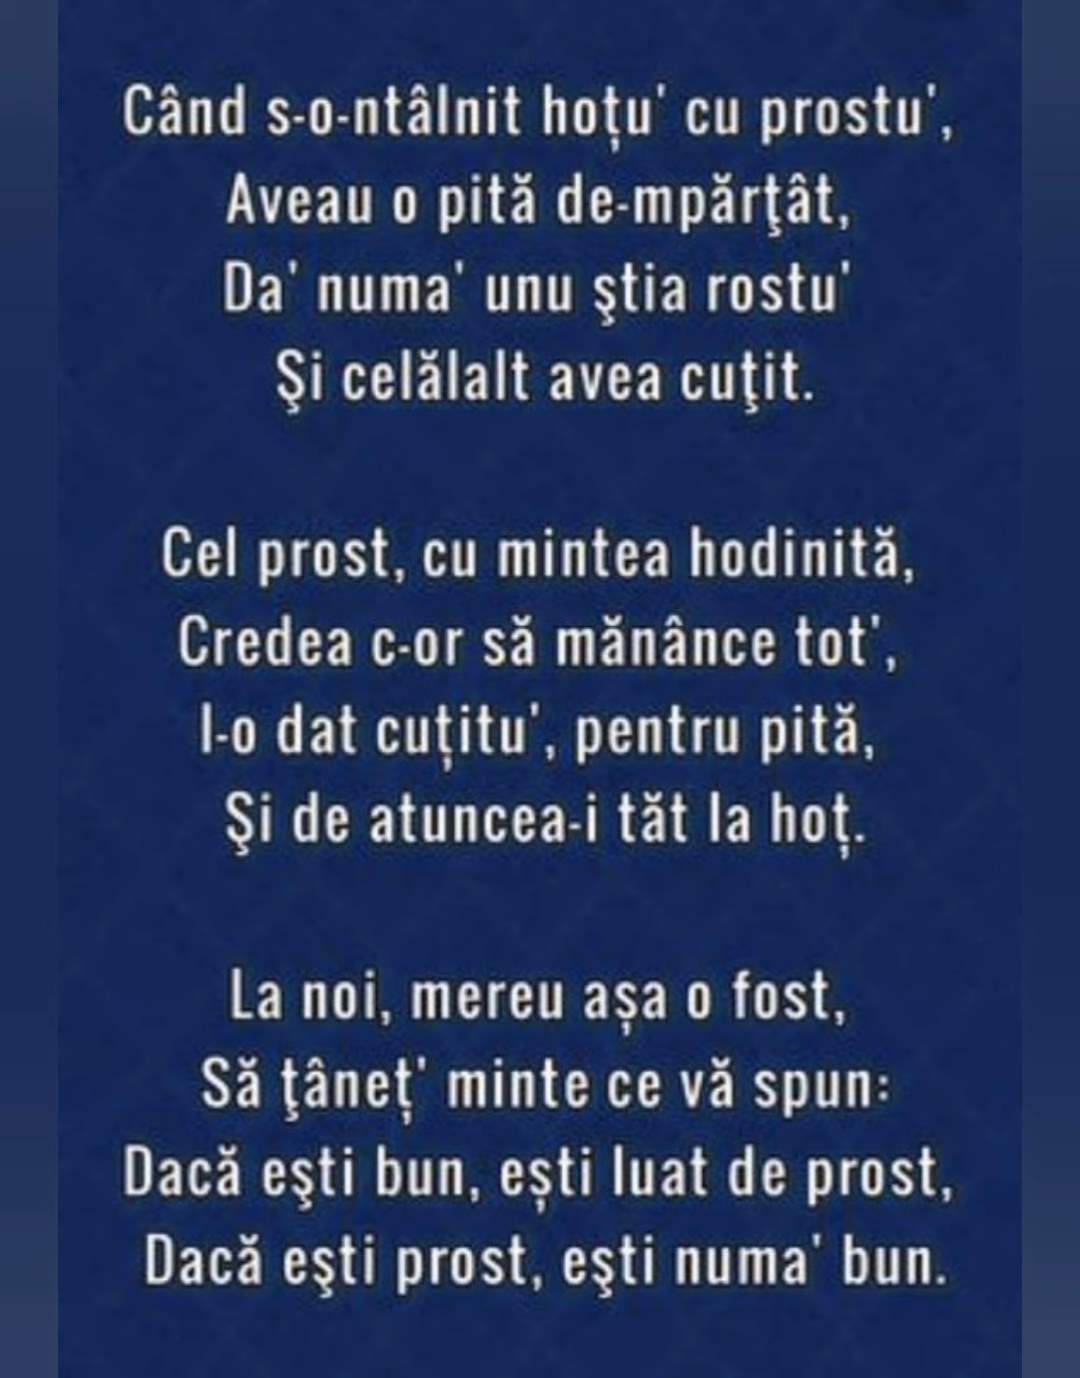 Când s-o-ntâlnit hoțu' cu prostu',
Aveau o pită de-mpărţât,
Da' numa' unu ştia rostu'
Şi celălalt avea cuţit.
Cel prost, cu mintea hodinită,
Credea c-or să mănânce tot',
I-o dat cuțitu', pentru pită,
Şi de atuncea-i tăt la hoț.
La noi, mereu așa o fost,
Să ţâneț' minte ce vă spun:
Dacă eşti bun, ești luat de prost,
Dacă eşti prost, eşti numa' bun.